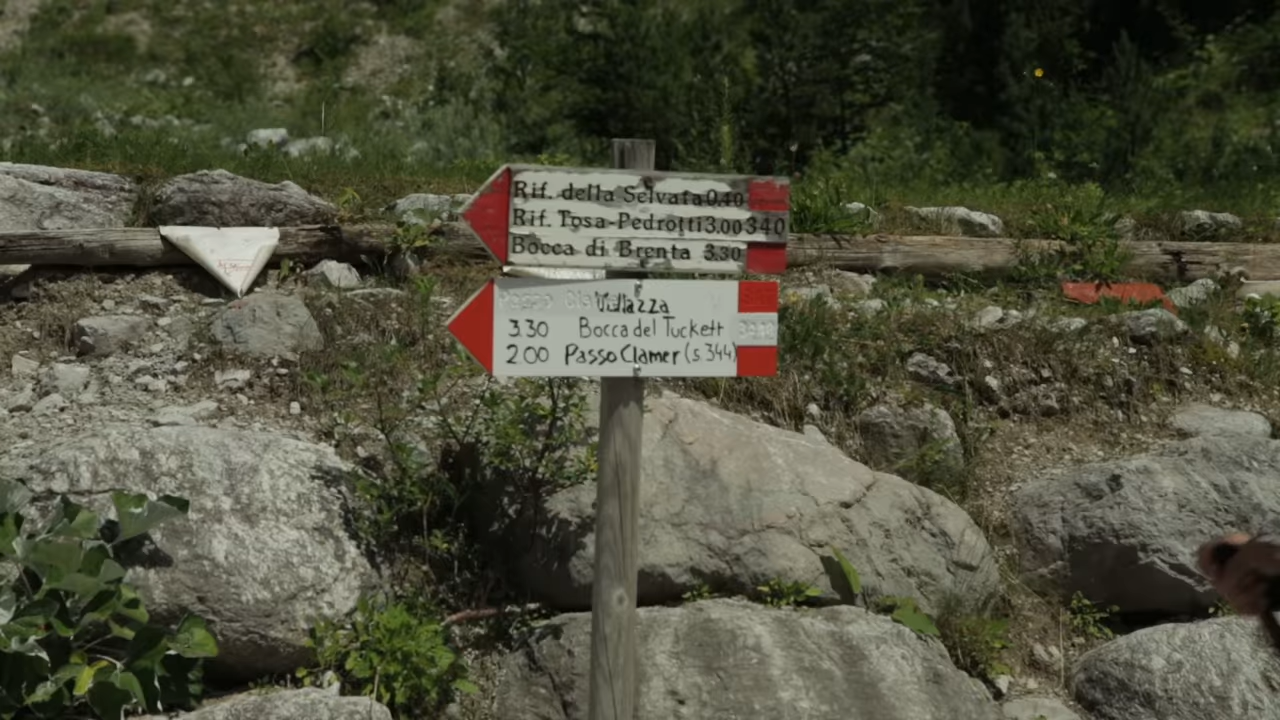 Rif. della Selvata 0.40
Rif. Tosa-Pedrotti 3.00 340
Bocca di Brenta 3.30
Vallazza
3.30 Bocca del Tuckett
2 00 Passo Clamer (s.344)